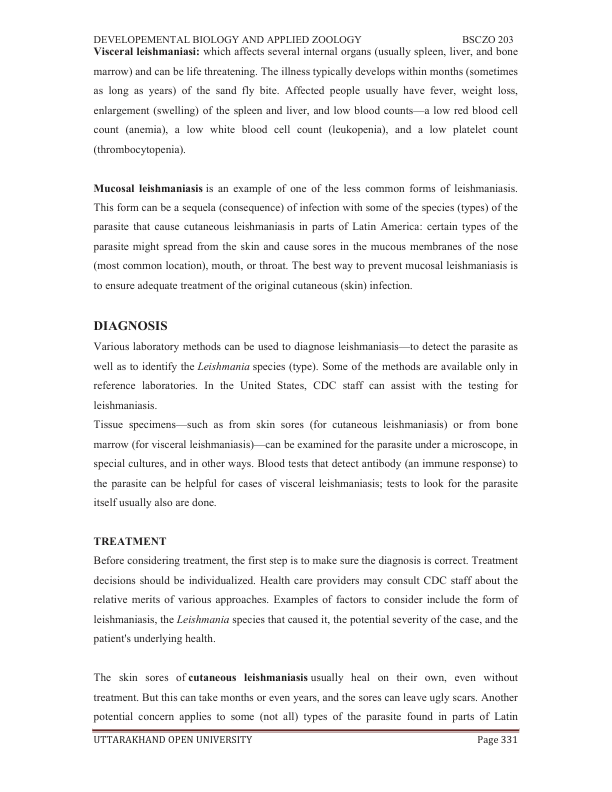 DEVELOPEMENTAL BIOLOGY AND APPLIED ZOOLOGY BSCZO 203
Visceral leishmaniasi: which affects several internal organs (usually spleen, liver, and bone
marrow) and can be life threatening. The illness typically develops within months (sometimes
as long as years) of the sand fly bite. Affected people usually have fever, weight loss,
enlargement (swelling) of the spleen and liver, and low blood counts—a low red blood cell
count (anemia), a low white blood cell count (leukopenia), and a low platelet count
(thrombocytopenia).
Mucosal leishmaniasis is an example of one of the less common forms of leishmaniasis.
This form can be a sequela (consequence) of infection with some of the species (types) of the
parasite that cause cutaneous leishmaniasis in parts of Latin America: certain types of the
parasite might spread from the skin and cause sores in the mucous membranes of the nose
(most common location), mouth, or throat. The best way to prevent mucosal leishmaniasis is
to ensure adequate treatment of the original cutaneous (skin) infection.
DIAGNOSIS
Various laboratory methods can be used to diagnose leishmaniasis—to detect the parasite as
well as to identify the Leishmania species (type). Some of the methods are available only in
reference laboratories. In the United States, CDC staff can assist with the testing for
leishmaniasis.
Tissue specimens—such as from skin sores (for cutaneous leishmaniasis) or from bone
marrow (for visceral leishmaniasis)—can be examined for the parasite under a microscope, in
special cultures, and in other ways. Blood tests that detect antibody (an immune response) to
the parasite can be helpful for cases of visceral leishmaniasis; tests to look for the parasite
itself usually also are done.
TREATMENT
Before considering treatment, the first step is to make sure the diagnosis is correct. Treatment
decisions should be individualized. Health care providers may consult CDC staff about the
relative merits of various approaches. Examples of factors to consider include the form of
leishmaniasis, the Leishmania species that caused it, the potential severity of the case, and the
patient's underlying health.
The skin sores of cutaneous leishmaniasis usually heal on their own, even without
treatment. But this can take months or even years, and the sores can leave ugly scars. Another
potential concern applies to some (not all) types of the parasite found in parts of Latin
UTTARAKHAND OPEN UNIVERSITY Page 331